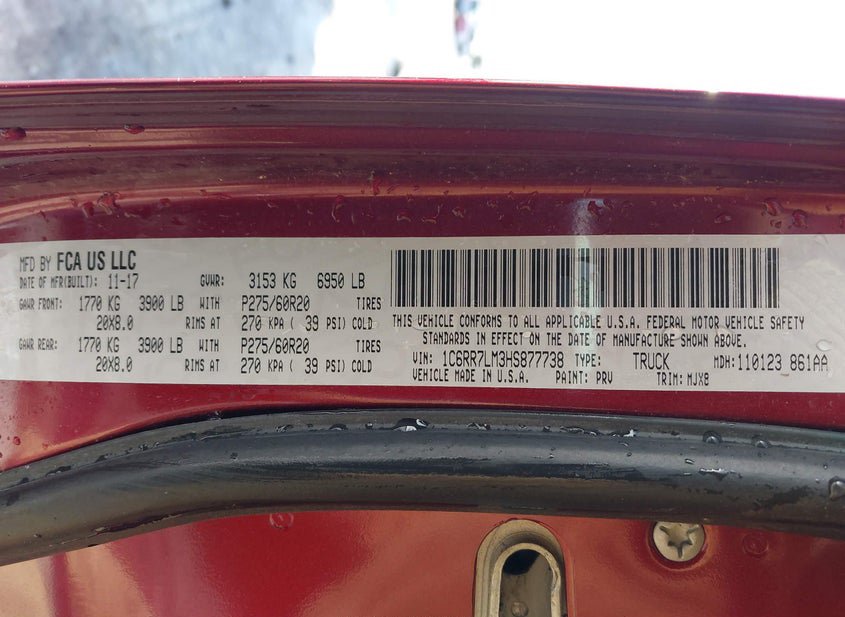 MFD BY FCA US LLC
DATE OF MFR(BUILT): 11-17 GVWR: 3153 KG 6950 LB
GAWR FRONT: 1770 KG 3900 LB WITH P275/60R20 TIRES
20X8.0 RIMS AT 270 KPA ( 39 PSI) COLD
GAWR REAR: 1770 KG 3900 LB WITH P275/60R20 TIRES
20X8.0 RIMS AT 270 KPA ( 39 PSI) COLD
THIS VEHICLE CONFORMS TO ALL APPLICABLE U.S.A. FEDERAL MOTOR VEHICLE SAFETY
STANDARDS IN EFFECT ON THE DATE OF MANUFACTURE SHOWN ABOVE.
VIN: 1C6RR7LM3HS877738 TYPE: TRUCK MDH: 110123 861AA
VEHICLE MADE IN U.S.A. PAINT: PRV TRIM: MJX8